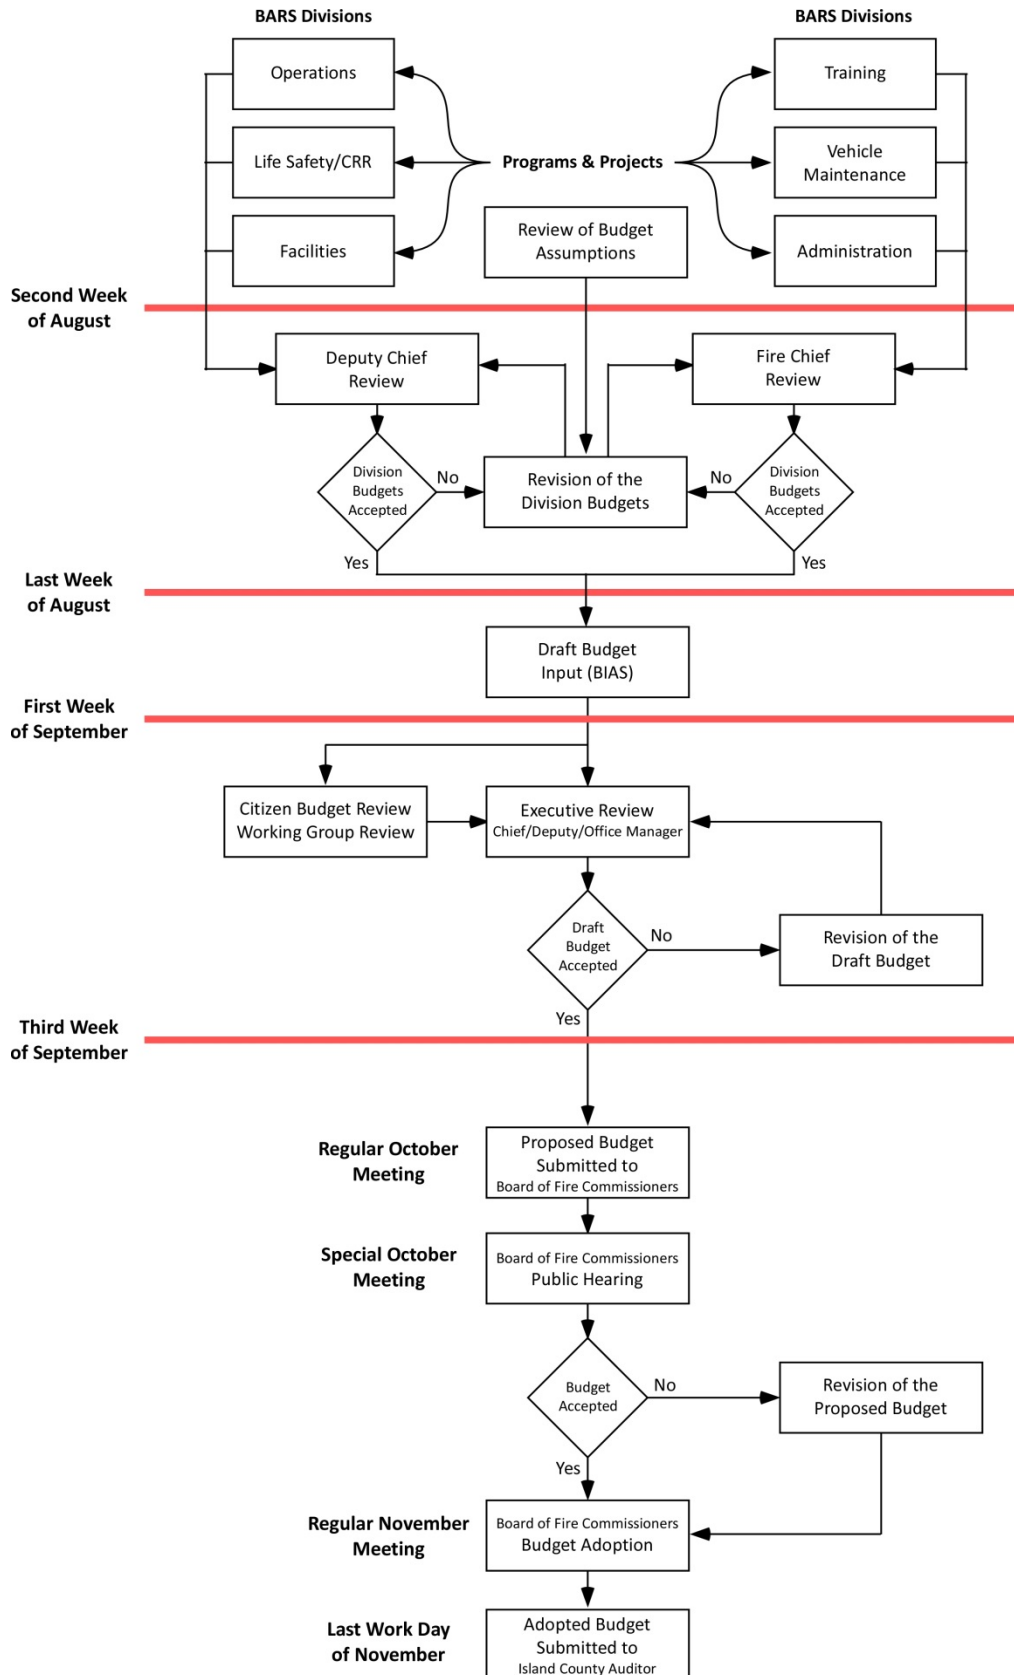 BARS Divisions
BARS Divisions
Operations
Training
Life Safety/CRR
Programs & Projects
Vehicle
Maintenance
Facilities
Review of Budget
Assumptions
Administration
Second Week
of August
Deputy Chief
Review
Fire Chief
Review
Division
Budgets
Accepted
No
Revision of the
Division Budgets
No
Division
Budgets
Accepted
Yes
Yes
Last Week
of August
Draft Budget
Input (BIAS)
First Week
of September
Citizen Budget Review
Working Group Review
Executive Review
Chief/Deputy/Office Manager
Draft
Budget
Accepted
No
Revision of the
Draft Budget
Yes
Third Week
of September
Regular October
Meeting
Proposed Budget
Submitted to
Board of Fire Commissioners
Special October
Meeting
Board of Fire Commissioners
Public Hearing
Budget
Accepted
No
Revision of the
Proposed Budget
Yes
Regular November
Meeting
Board of Fire Commissioners
Budget Adoption
Last Work Day
of November
Adopted Budget
Submitted to
Island County Auditor